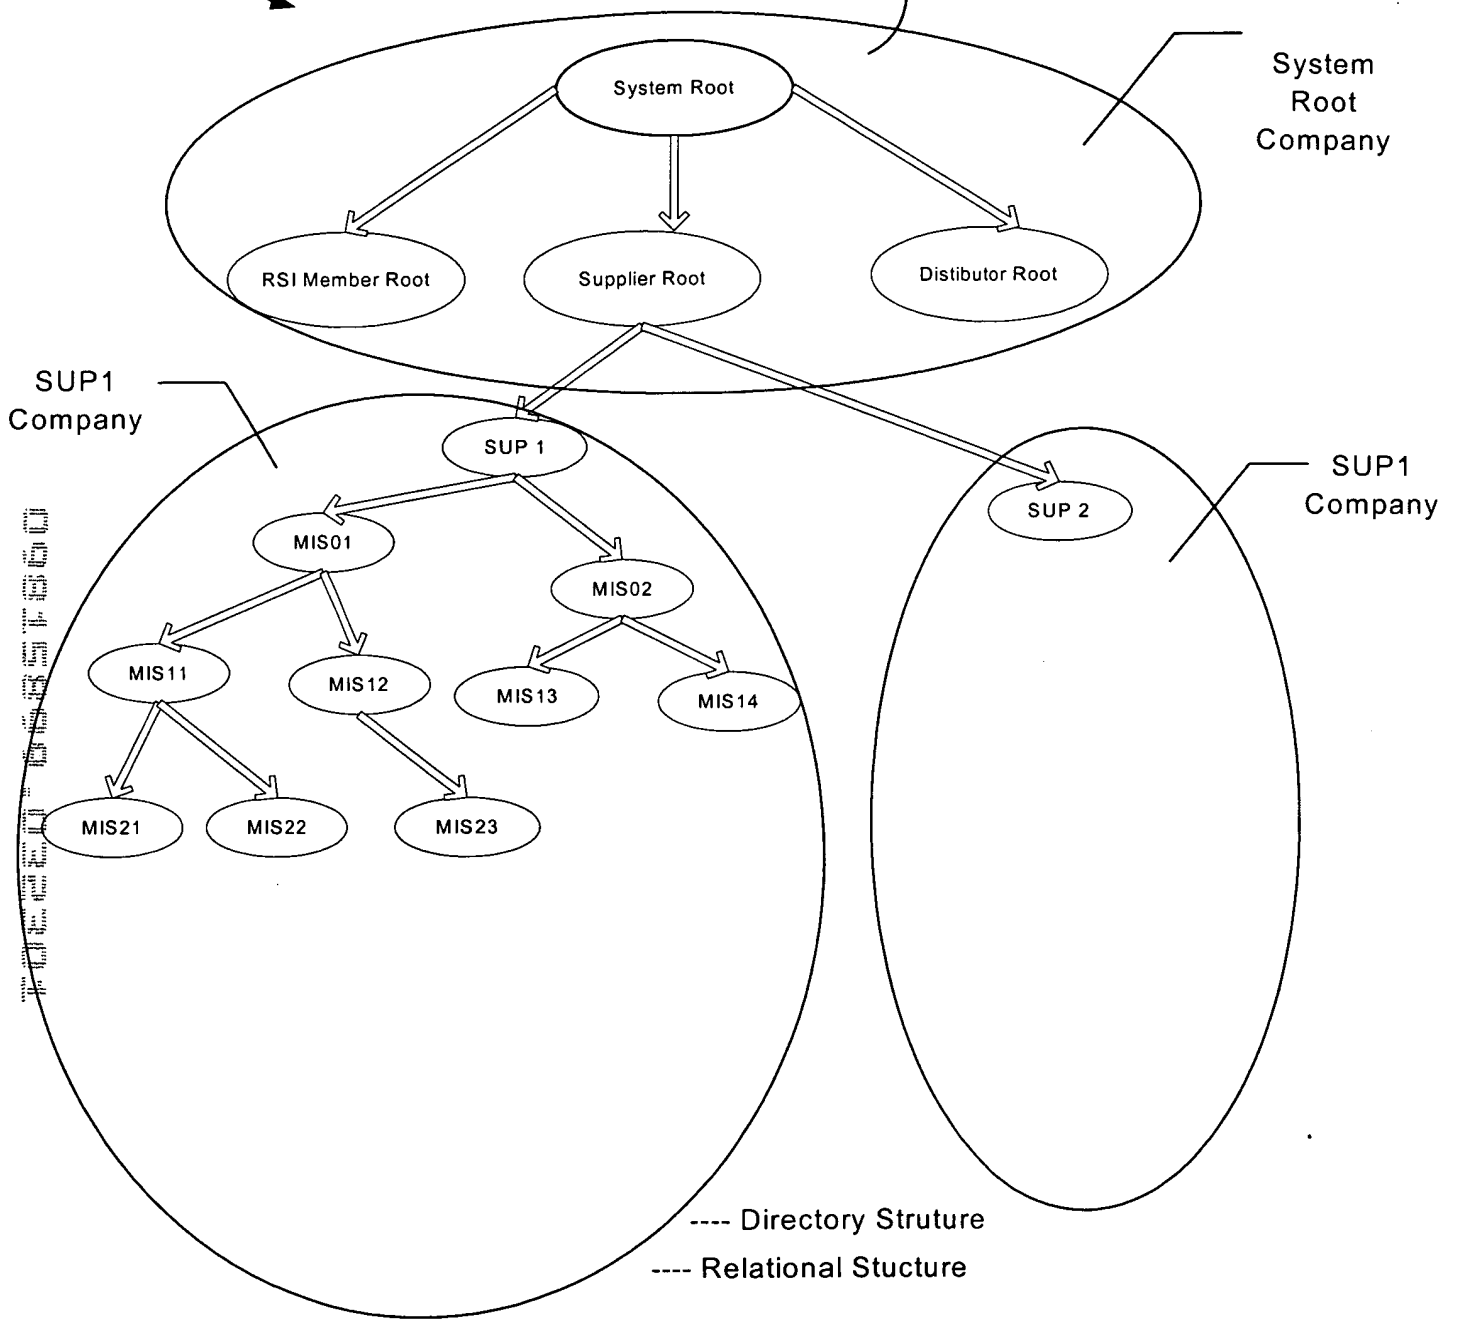 System Root
System
Root
Company
RSI Member Root
Supplier Root
Distibutor Root
SUP1
Company
SUP 1
SUP1
Company
SUP 2
MIS01
MIS02
MIS11
MIS12
MIS13
MIS14
MIS21
MIS22
MIS23
---- Directory Struture
---- Relational Stucture